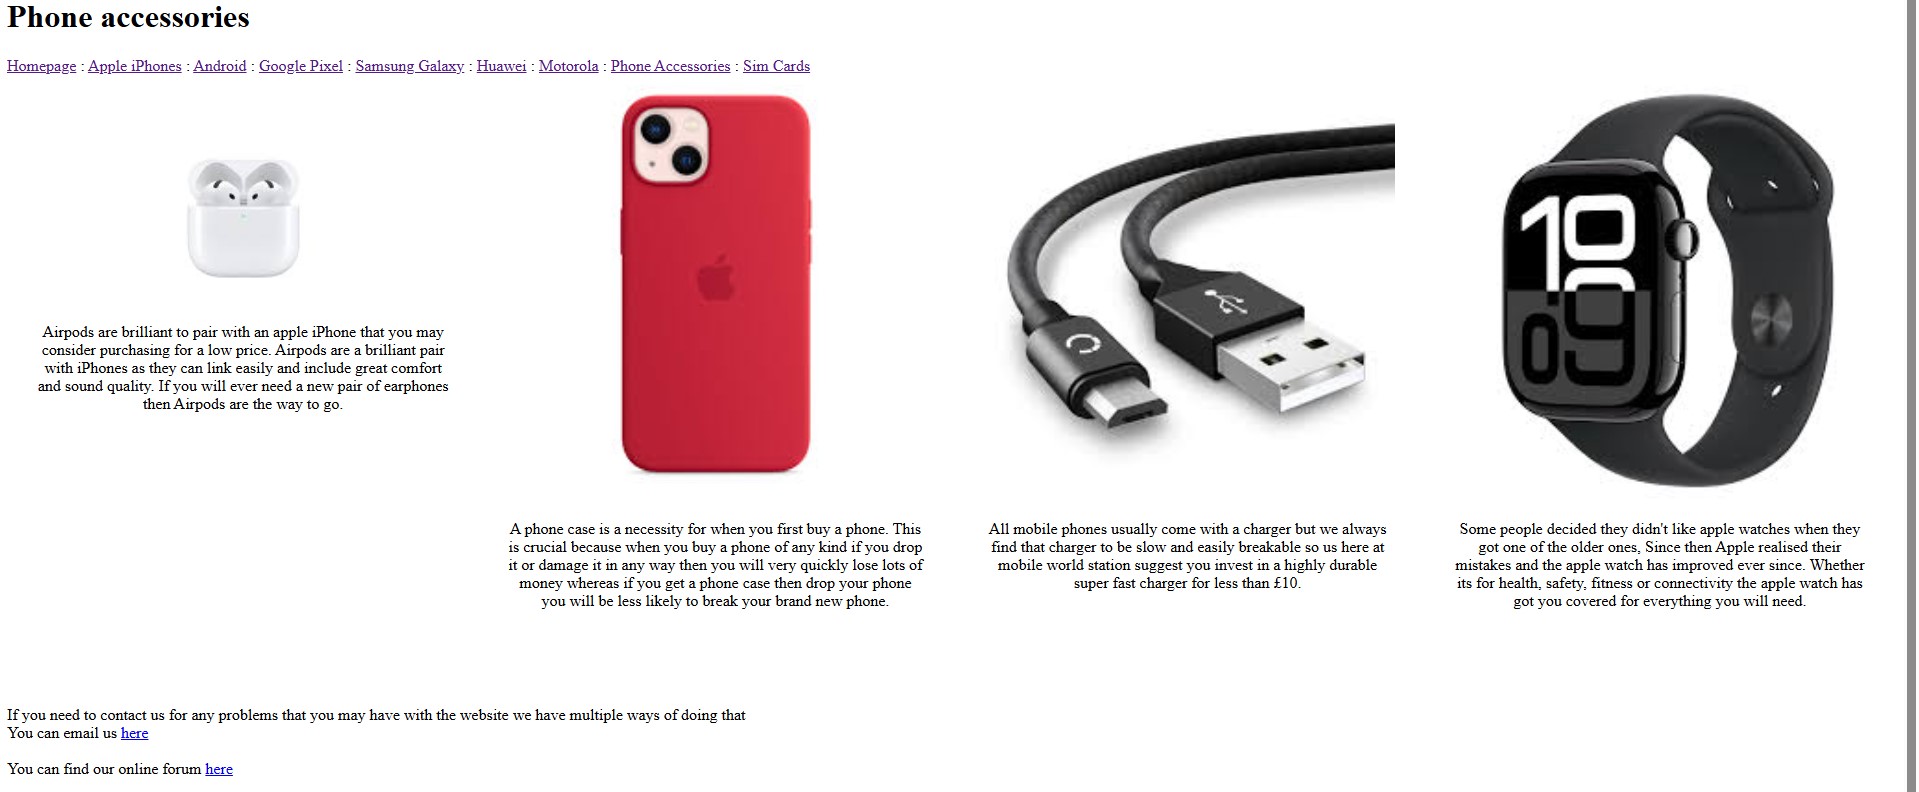 Phone accessories
Homepage : Apple iPhones : Android : Google Pixel : Samsung Galaxy : Huawei : Motorola : Phone Accessories : Sim Cards
10
09
Airpods are brilliant to pair with an apple iPhone that you may
consider purchasing for a low price. Airpods are a brilliant pair
with iPhones as they can link easily and include great comfort
and sound quality. If you will ever need a new pair of earphones
then Airpods are the way to go.
A phone case is a necessity for when you first buy a phone. This
is crucial because when you buy a phone of any kind if you drop
it or damage it in any way then you will very quickly lose lots of
money whereas if you get a phone case then drop your phone
you will be less likely to break your brand new phone.
All mobile phones usually come with a charger but we always
find that charger to be slow and easily breakable so us here at
mobile world station suggest you invest in a highly durable
super fast charger for less than £10.
Some people decided they didn't like apple watches when they
got one of the older ones, Since then Apple realised their
mistakes and the apple watch has improved ever since. Whether
its for health, safety, fitness or connectivity the apple watch has
got you covered for everything you will need.
If you need to contact us for any problems that you may have with the website we have multiple ways of doing that
You can email us here
You can find our online forum here